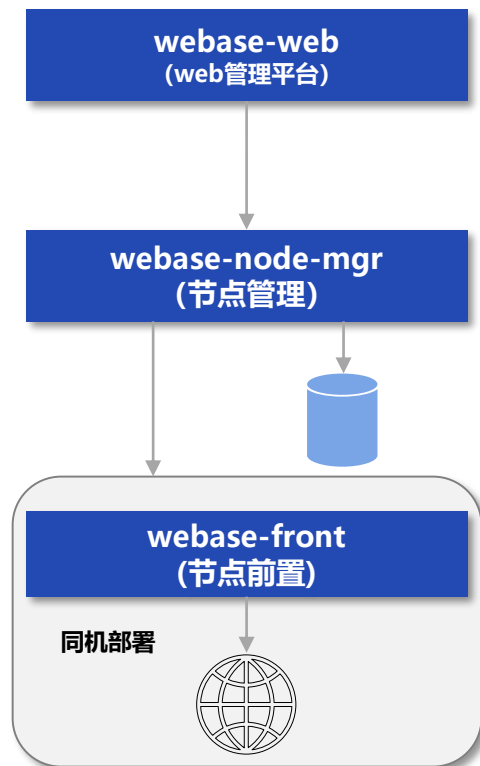 webase-web
(web管理平台)
webase-node-mgr
(节点管理)
webase-front
(节点前置)
同机部署